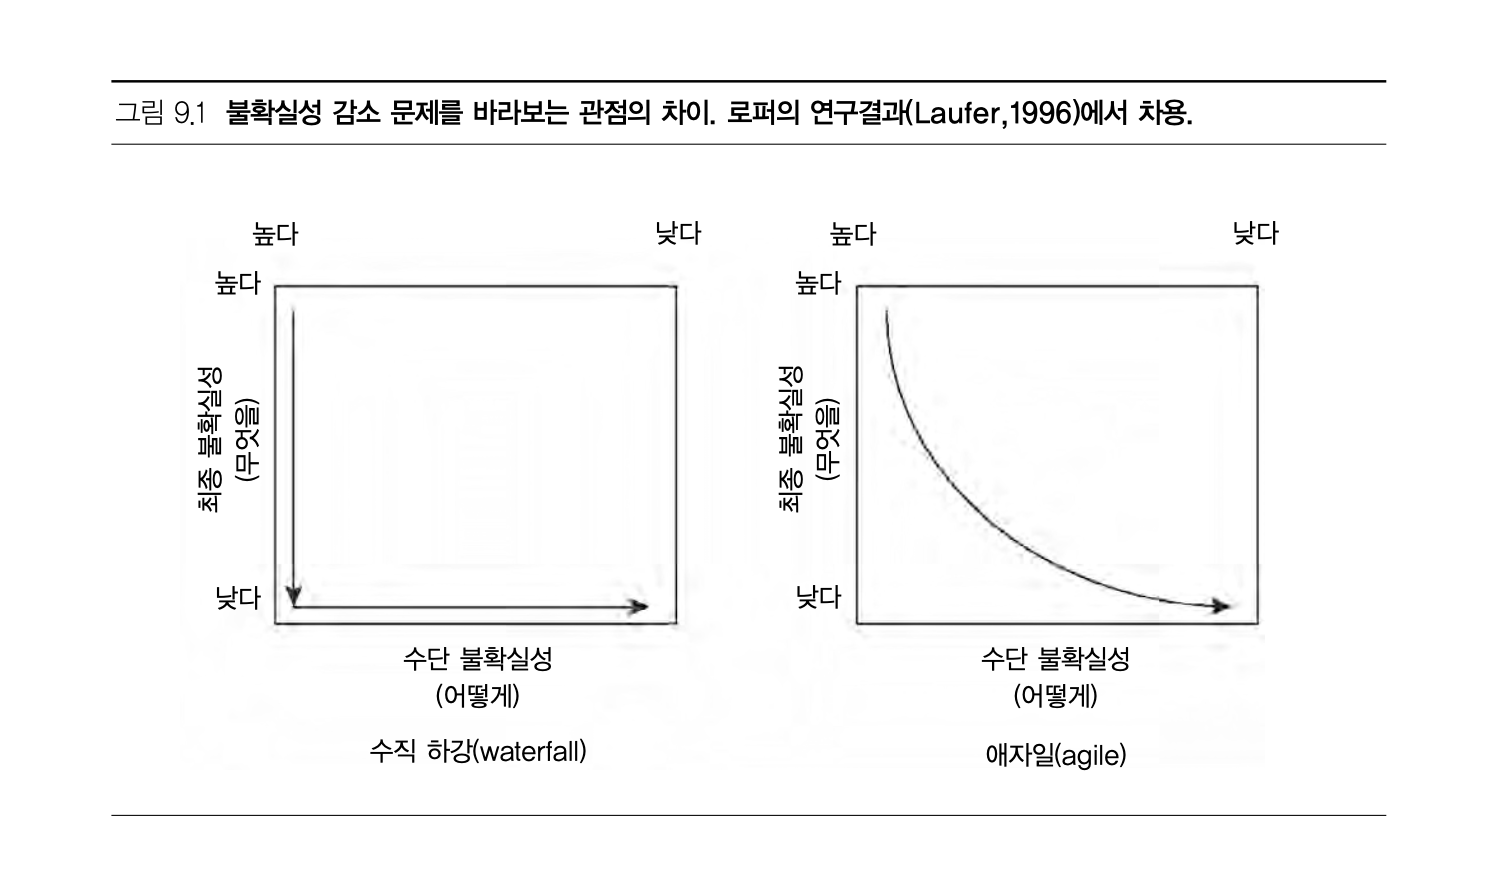 그림 9.1 불확실성 감소 문제를 바라보는 관점의 차이. 로퍼의 연구결과(Laufer,1996)에서 차용.
높다 낮다
높다
최종 불확실성
(무엇을)
낮다
수단 불확실성
(어떻게)
수직 하강(waterfall)
높다 낮다
높다
최종 불확실성
(무엇을)
낮다
수단 불확실성
(어떻게)
애자일(agile)